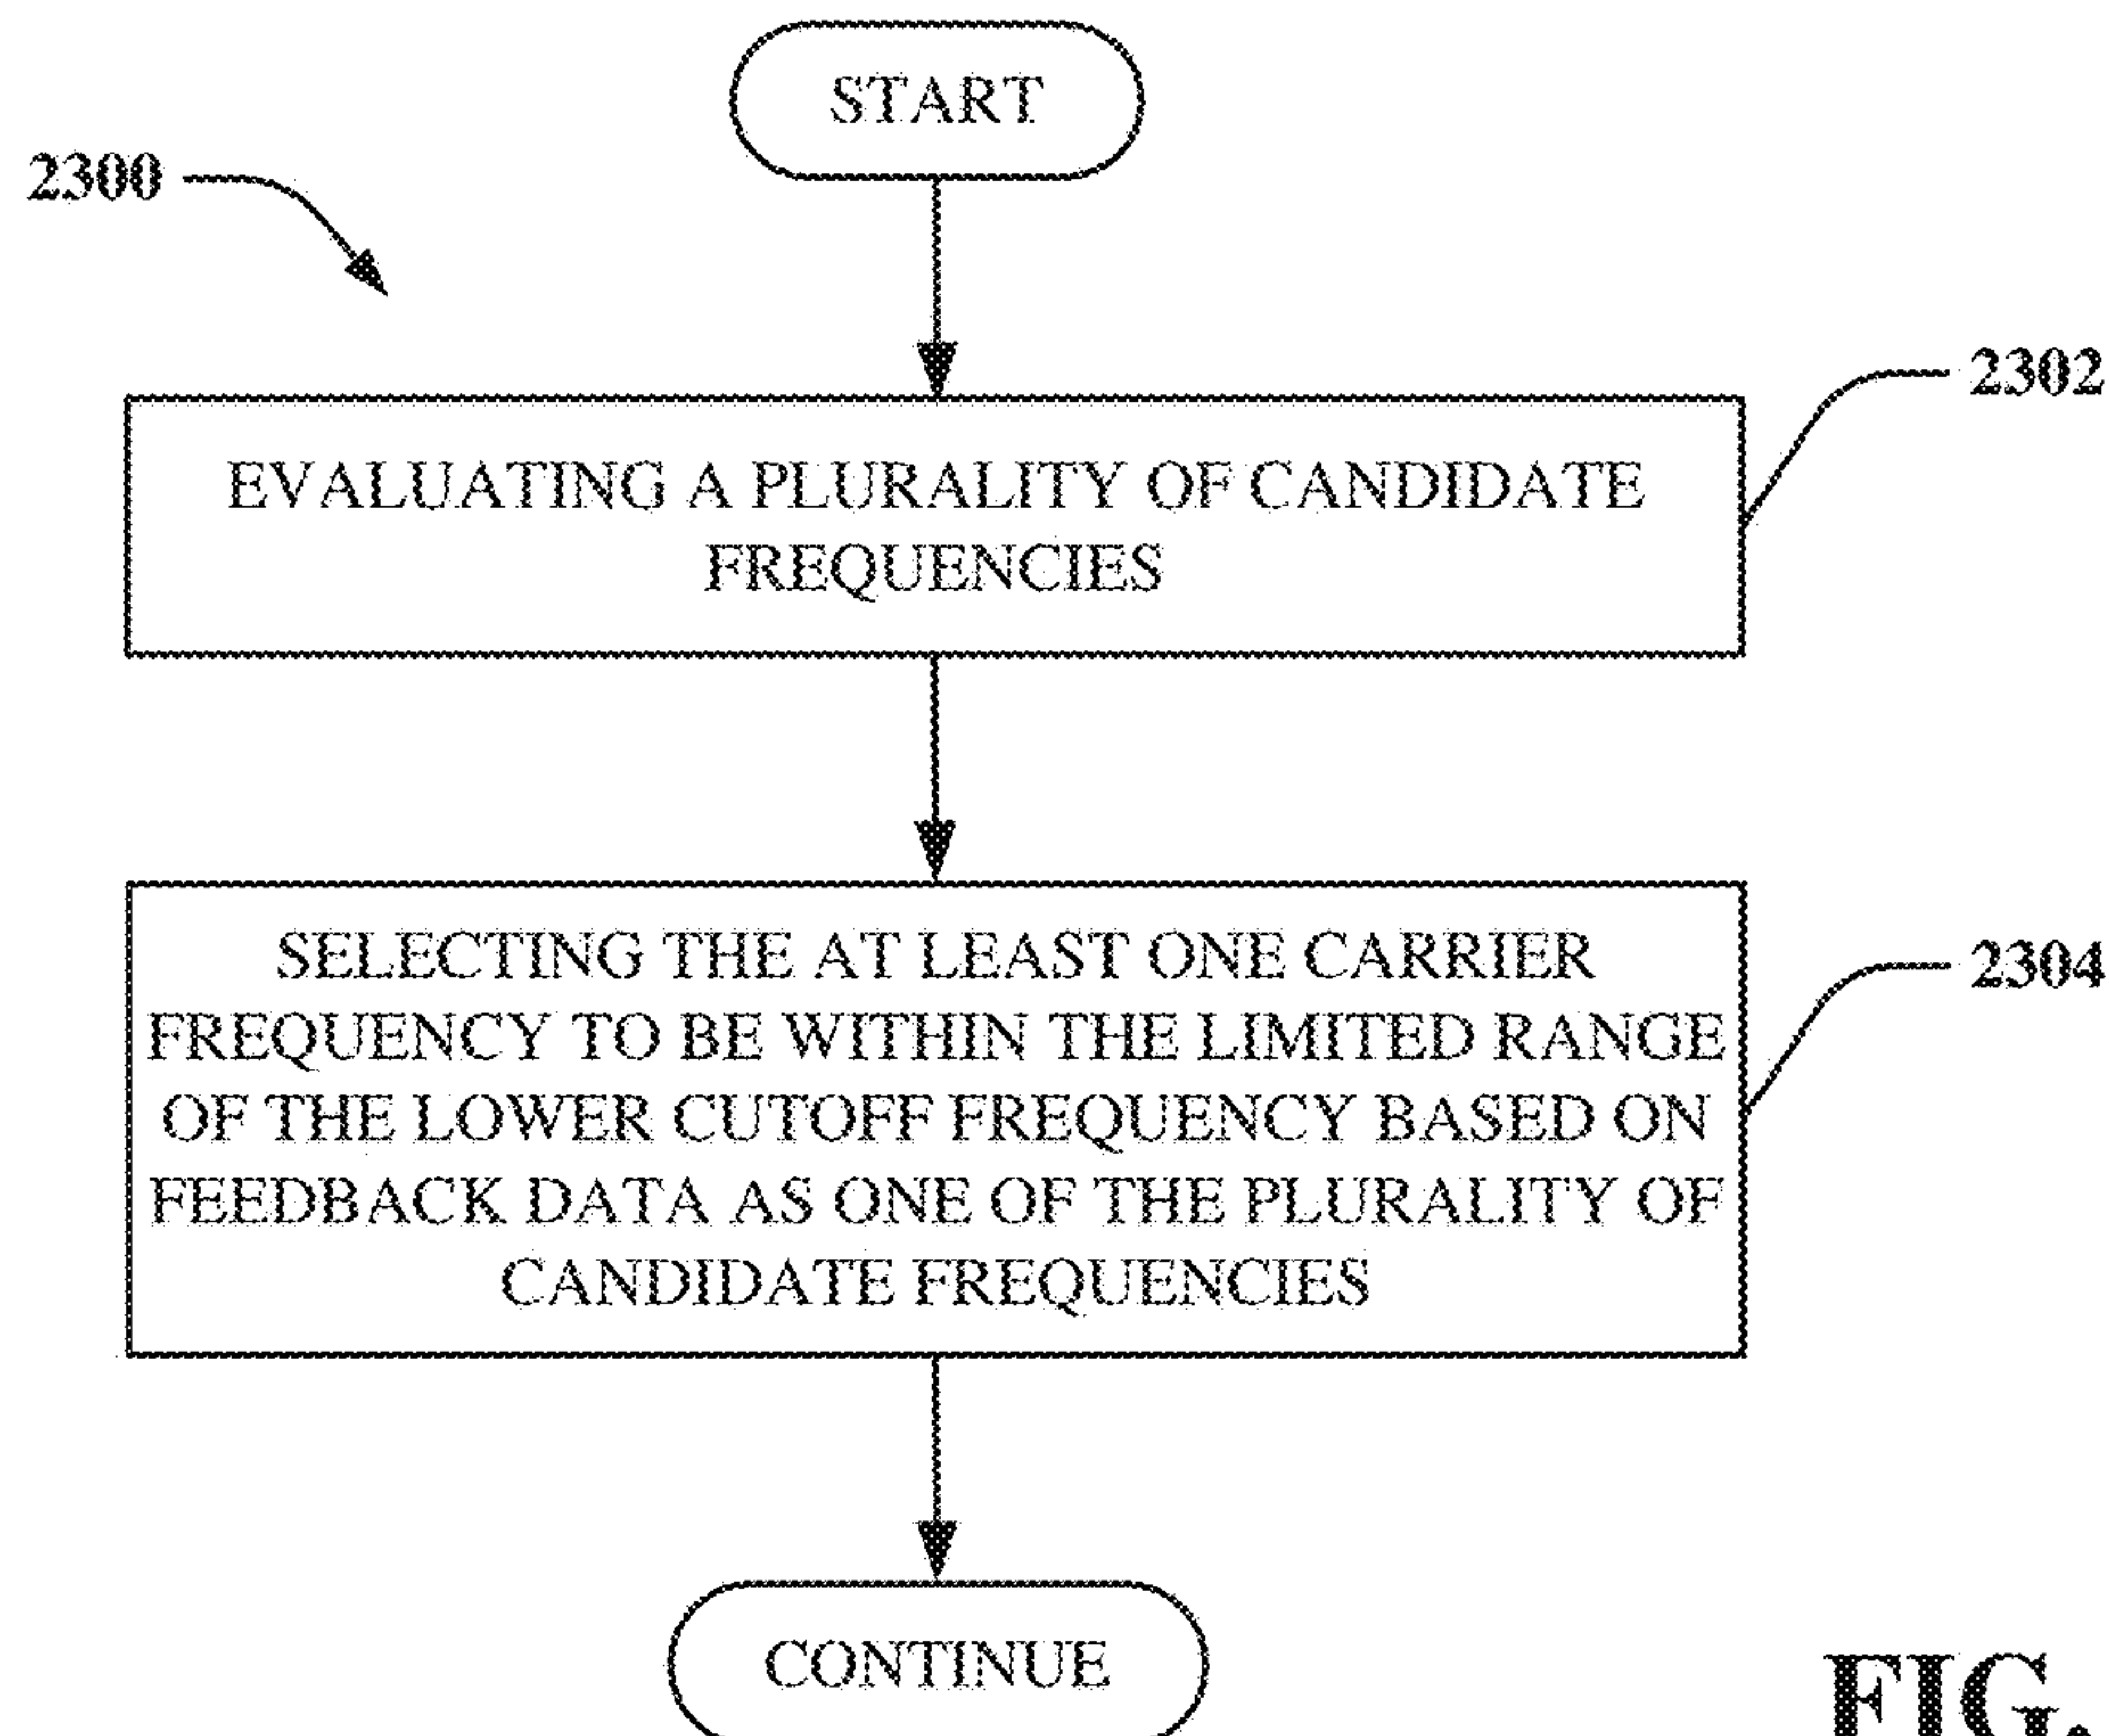 START
2300
2302
EVALUATING A PLURALITY OF CANDIDATE
FREQUENCIES
SELECTING THE AT LEAST ONE CARRIER
FREQUENCY TO BE WITHIN THE LIMITED RANGE
OF THE LOWER CUTOFF FREQUENCY BASED ON
FEEDBACK DATA AS ONE OF THE PLURALITY OF
CANDIDATE FREQUENCIES
2304
CONTINUE
FIG.